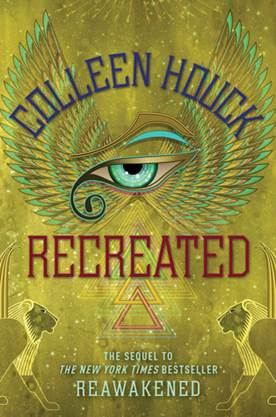 COLLEEN HOUCK
RECREATED
THE SEQUEL TO
THE NEW YORK TIMES BESTSELLER
REAWAKENED